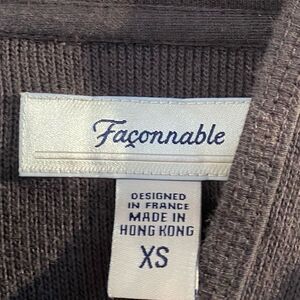 Façonnable
DESIGNED
IN FRANCE
MADE IN
HONG KONG
XS